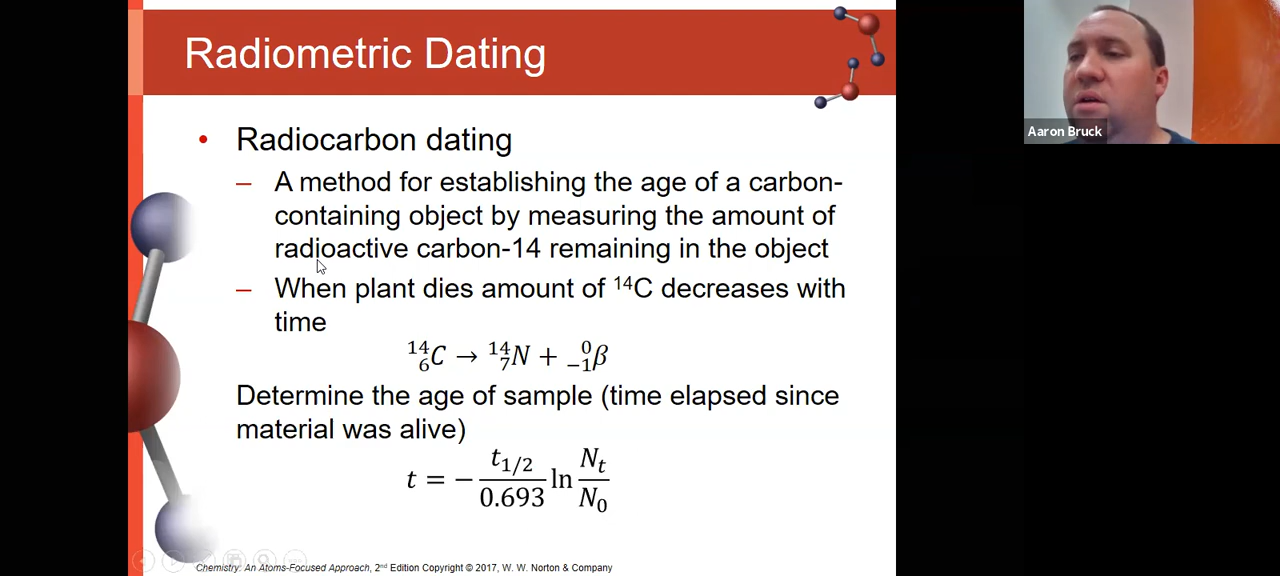 Radiometric Dating
Aaron Bruck
• Radiocarbon dating
– A method for establishing the age of a carbon-
containing object by measuring the amount of
radioactive carbon-14 remaining in the object
– When plant dies amount of ¹⁴C decreases with
time
¹⁴₆C → ¹⁴₇N + ⁰₋₁β
Determine the age of sample (time elapsed since
material was alive)
t = − t₁/₂ / 0.693 ln Nₜ / N₀
Chemistry: An Atoms-Focused Approach, 2nd Edition Copyright © 2017, W. W. Norton & Company